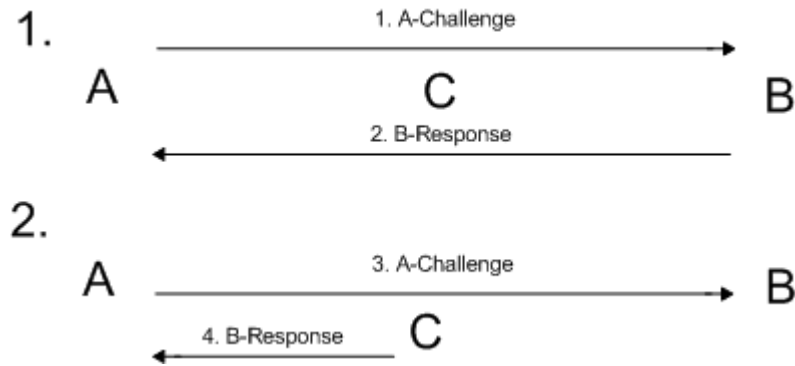 1.
1. A-Challenge
A
C
B
2. B-Response
2.
3. A-Challenge
A
B
4. B-Response
C